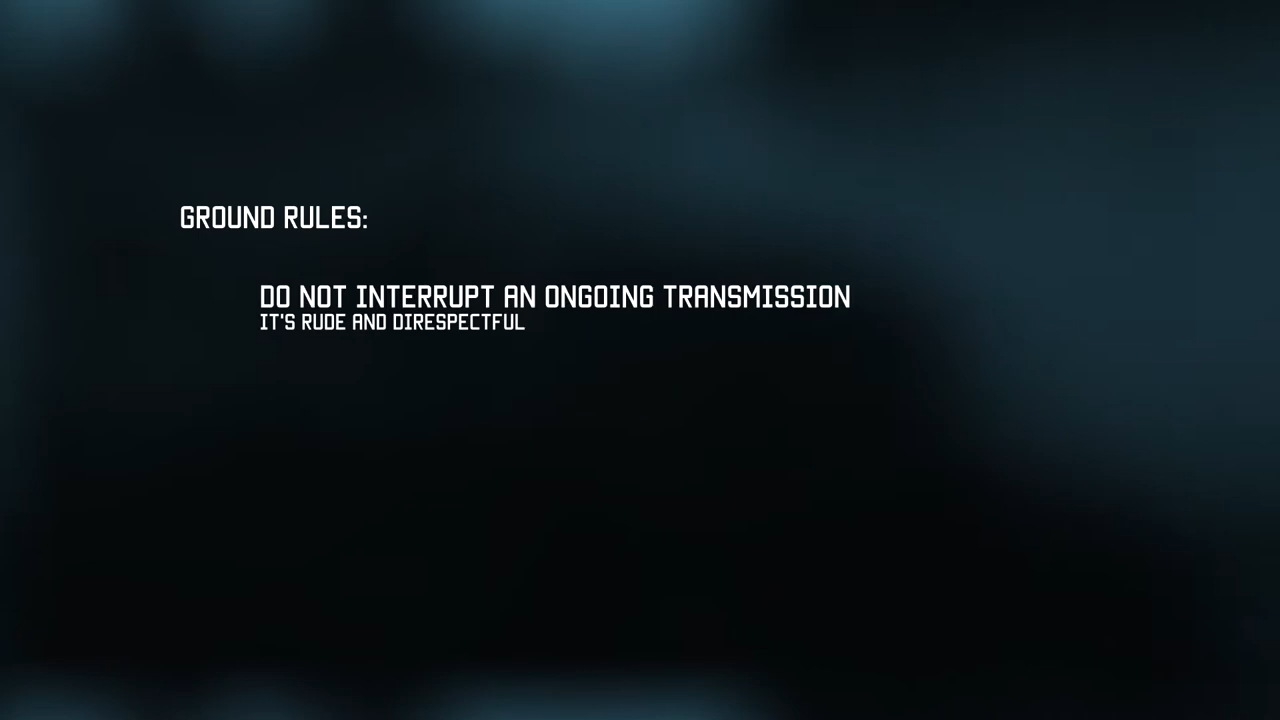 GROUND RULES:
DO NOT INTERRUPT AN ONGOING TRANSMISSION
IT'S RUDE AND DIRESPECTFUL